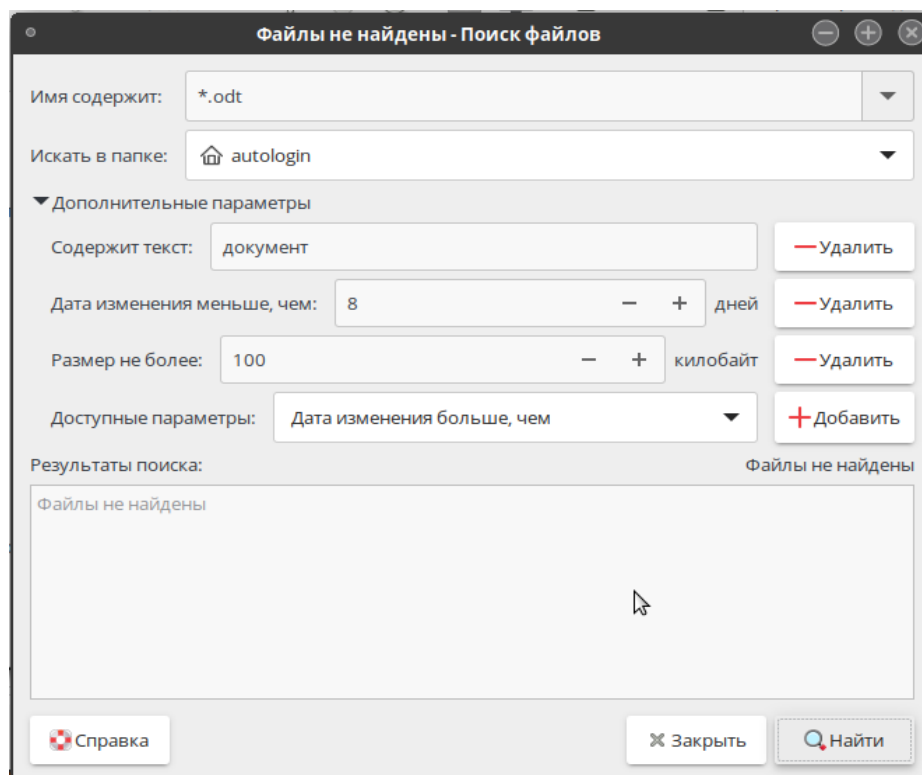 Файлы не найдены - Поиск файлов
Имя содержит: *.odt
Искать в папке: autologin
Дополнительные параметры
Содержит текст: документ Удалить
Дата изменения меньше, чем: 8 дней Удалить
Размер не более: 100 килобайт Удалить
Доступные параметры: Дата изменения больше, чем Добавить
Результаты поиска: Файлы не найдены
Файлы не найдены
Справка Закрыть Найти